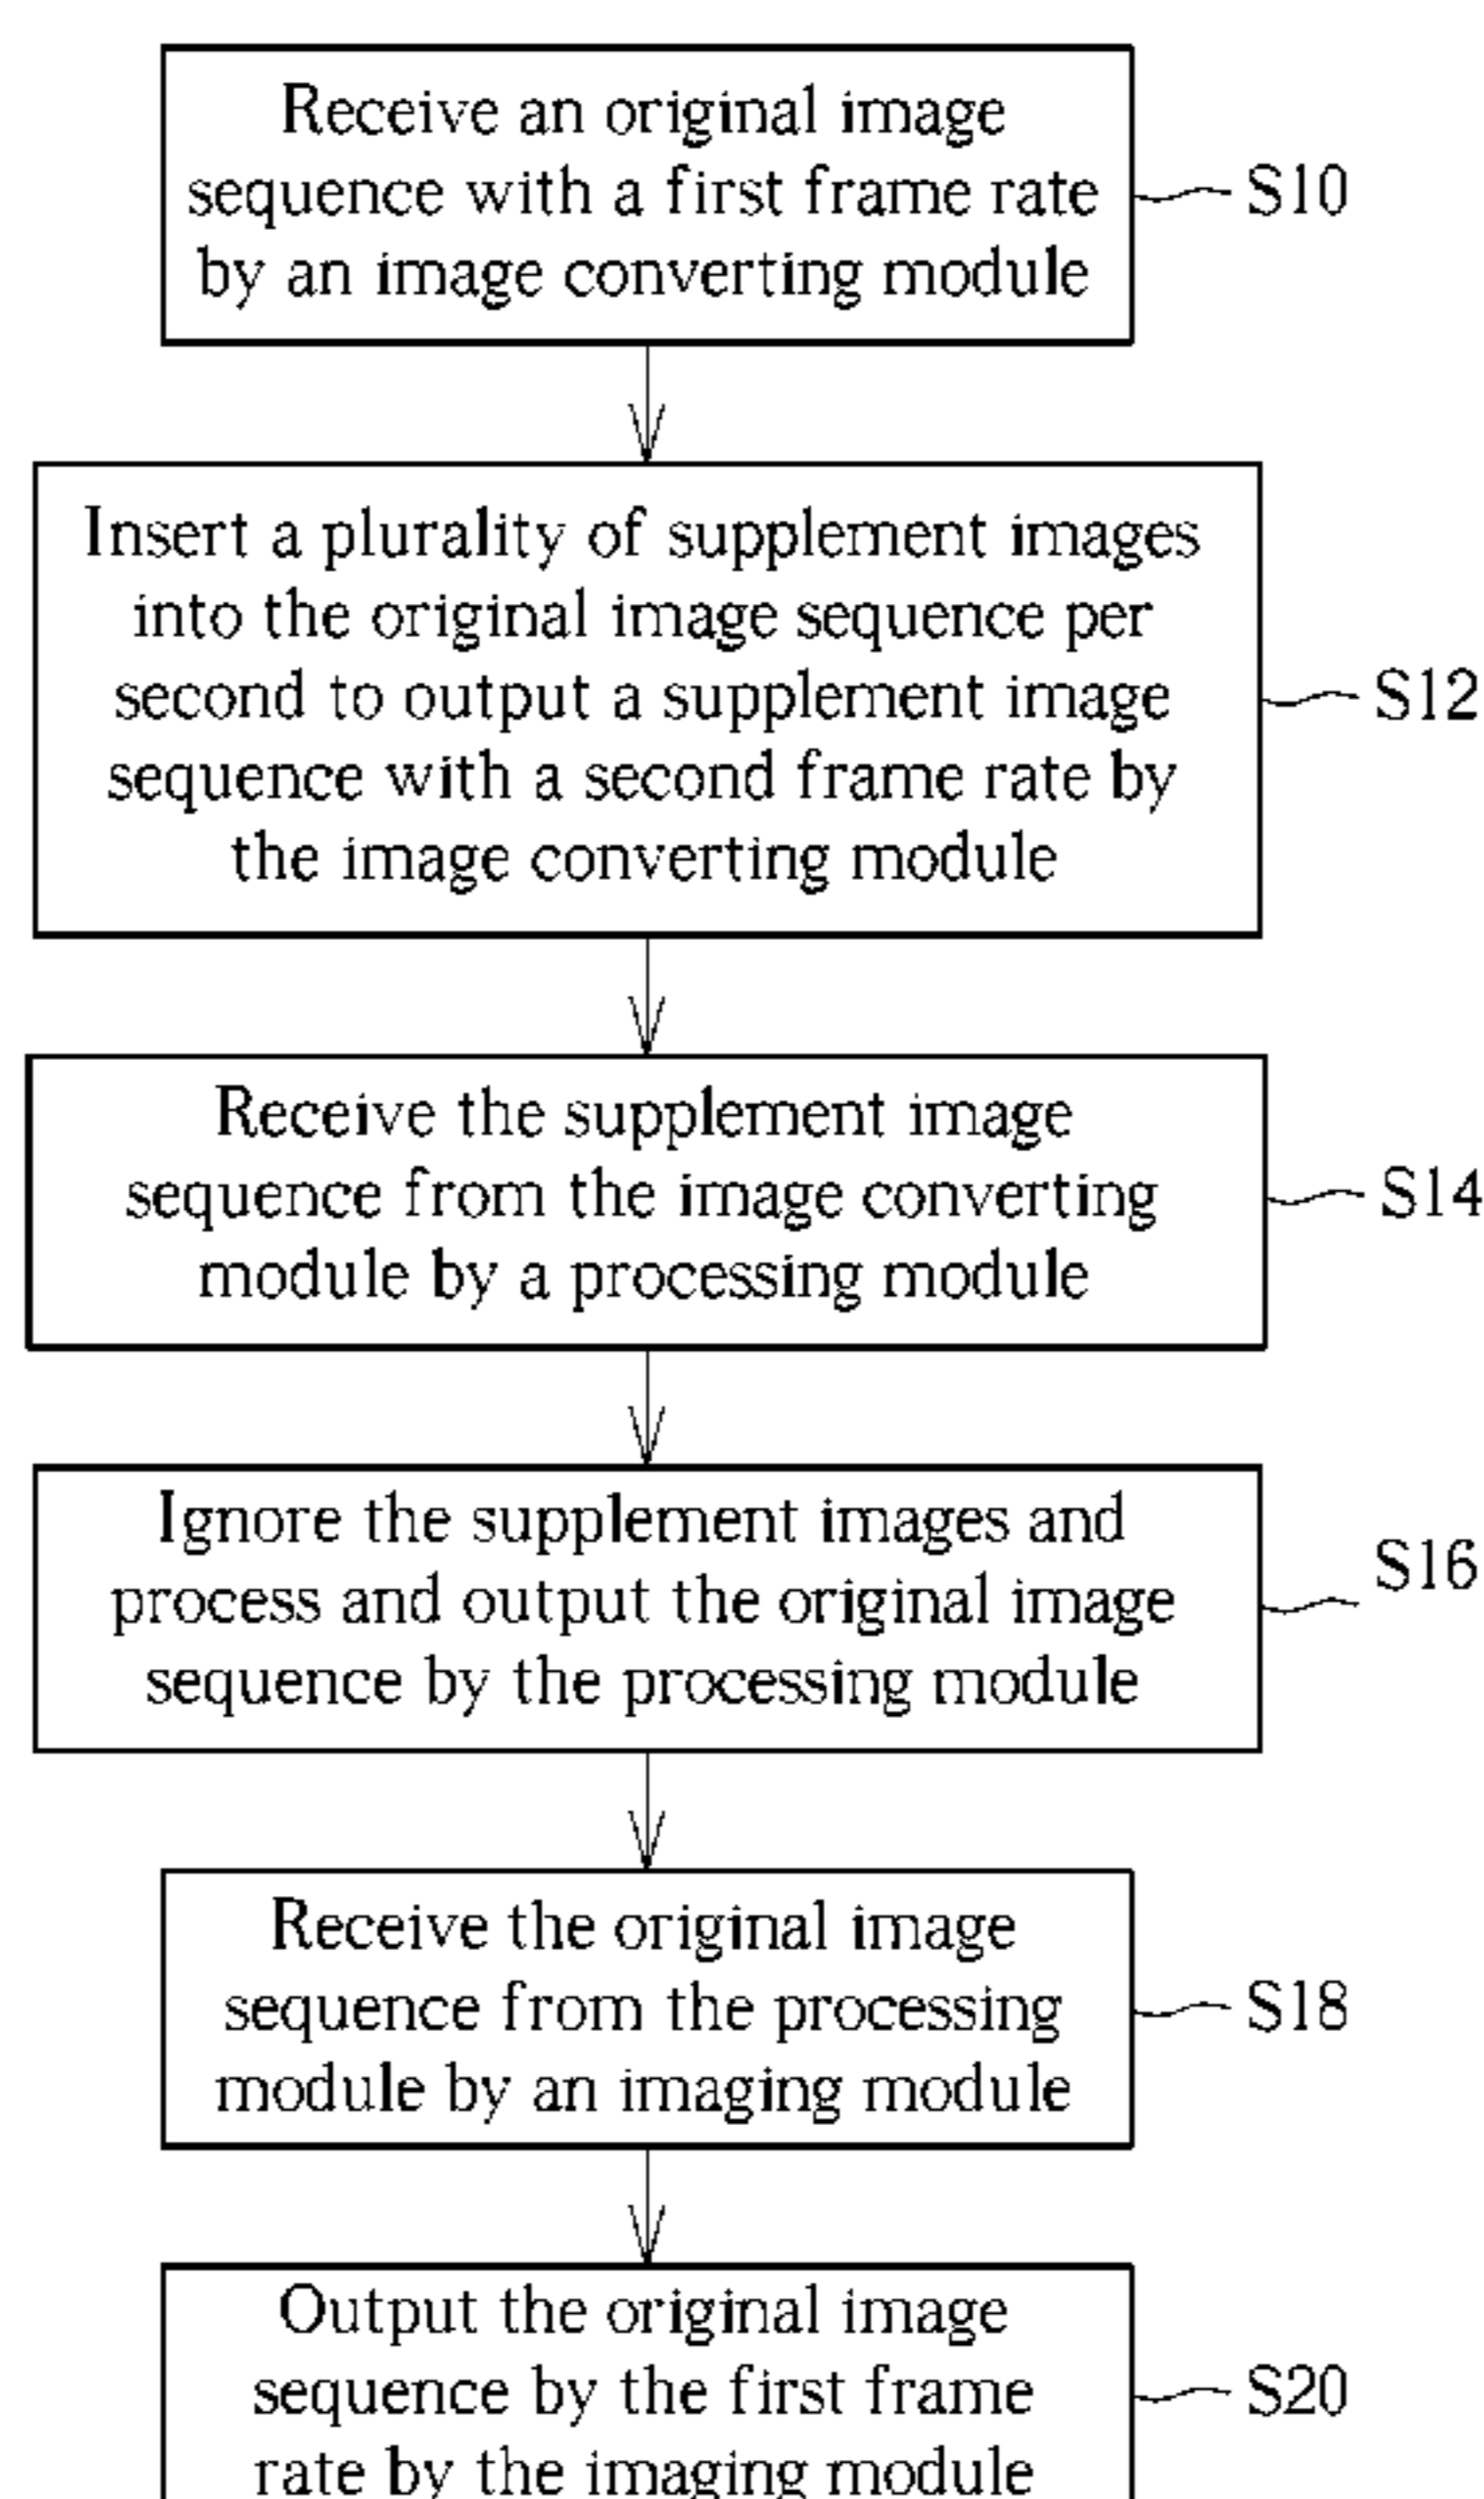 Receive an original image
sequence with a first frame rate
by an image converting module
S10
Insert a plurality of supplement images
into the original image sequence per
second to output a supplement image
sequence with a second frame rate by
the image converting module
S12
Receive the supplement image
sequence from the image converting
module by a processing module
S14
Ignore the supplement images and
process and output the original image
sequence by the processing module
S16
Receive the original image
sequence from the processing
module by an imaging module
S18
Output the original image
sequence by the first frame
rate by the imaging module
S20